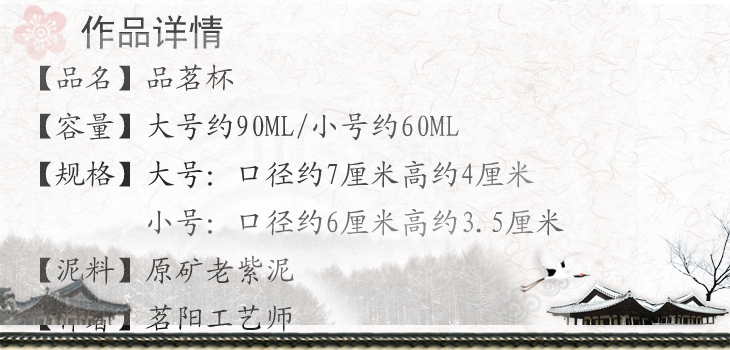 作品详情
【品名】品茗杯
【容量】大号约90ML/小号约60ML
【规格】大号：口径约7厘米高约4厘米
小号：口径约6厘米高约3.5厘米
【泥料】原矿老紫泥
茗阳工艺师